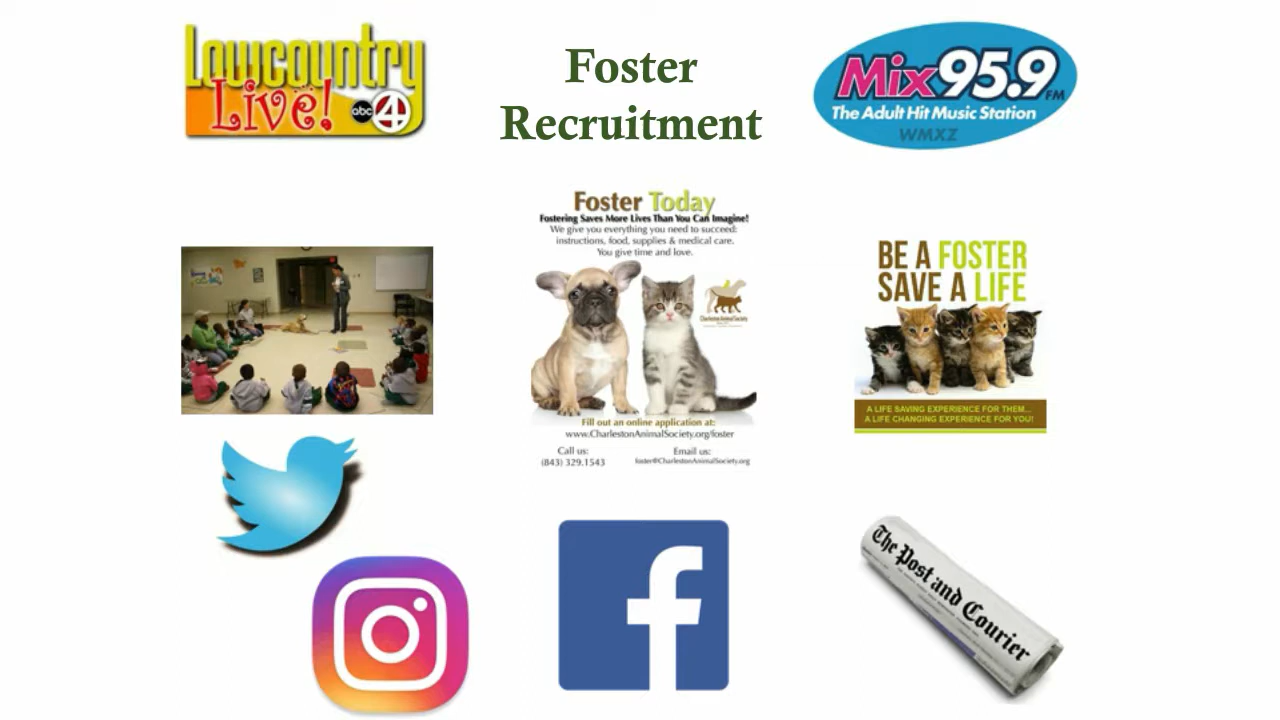 Lowcountry
Live!
abc 4
Foster
Recruitment
Mix 95.9 FM
The Adult Hit Music Station
WMXZ
Foster Today
Fostering Saves More Lives Than You Can Imagine!
We give you everything you need to succeed:
instructions, food, supplies & medical care.
You give time and love.
Charleston Animal Society
Fill out an online application at:
www.CharlestonAnimalSociety.org/foster
Call us:
(843) 329.1543
Email us:
foster@CharlestonAnimalSociety.org
BE A FOSTER
SAVE A LIFE
A LIFE SAVING EXPERIENCE FOR THEM...
A LIFE CHANGING EXPERIENCE FOR YOU!
f
The Post and Courier